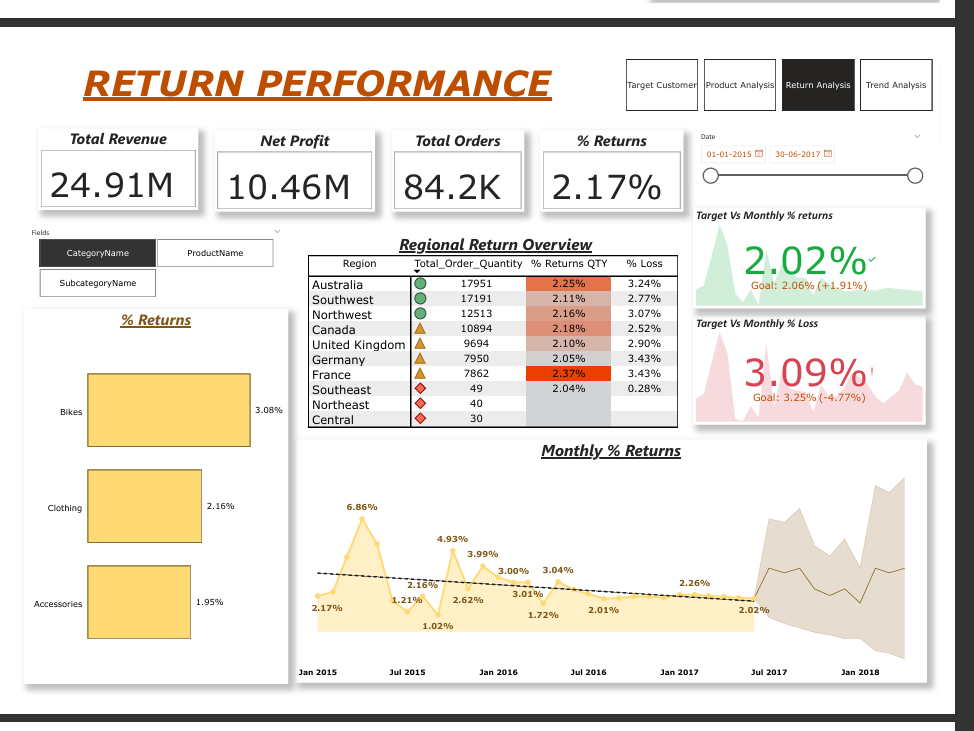 RETURN PERFORMANCE
Target Customer Product Analysis Return Analysis Trend Analysis
Total Revenue
24.91M
Net Profit
10.46M
Total Orders
84.2K
% Returns
2.17%
Date
01-01-2015 30-06-2017
Fields
CategoryName ProductName
SubcategoryName
% Returns
Bikes 3.08%
Clothing 2.16%
Accessories 1.95%
Regional Return Overview
Region Total_Order_Quantity % Returns QTY % Loss
Australia 17951 2.25% 3.24%
Southwest 17191 2.11% 2.77%
Northwest 12513 2.16% 3.07%
Canada 10894 2.18% 2.52%
United Kingdom 9694 2.10% 2.90%
Germany 7950 2.05% 3.43%
France 7862 2.37% 3.43%
Southeast 49 2.04% 0.28%
Northeast 40
Central 30
Target Vs Monthly % returns
2.02%✓
Goal: 2.06% (+1.91%)
Target Vs Monthly % Loss
3.09%!
Goal: 3.25% (-4.77%)
Monthly % Returns
6.86%
4.93%
3.99%
3.00% 3.04%
2.16% 2.26%
2.17% 1.21% 2.62% 3.01% 2.01% 2.02%
1.02% 1.72%
Jan 2015 Jul 2015 Jan 2016 Jul 2016 Jan 2017 Jul 2017 Jan 2018